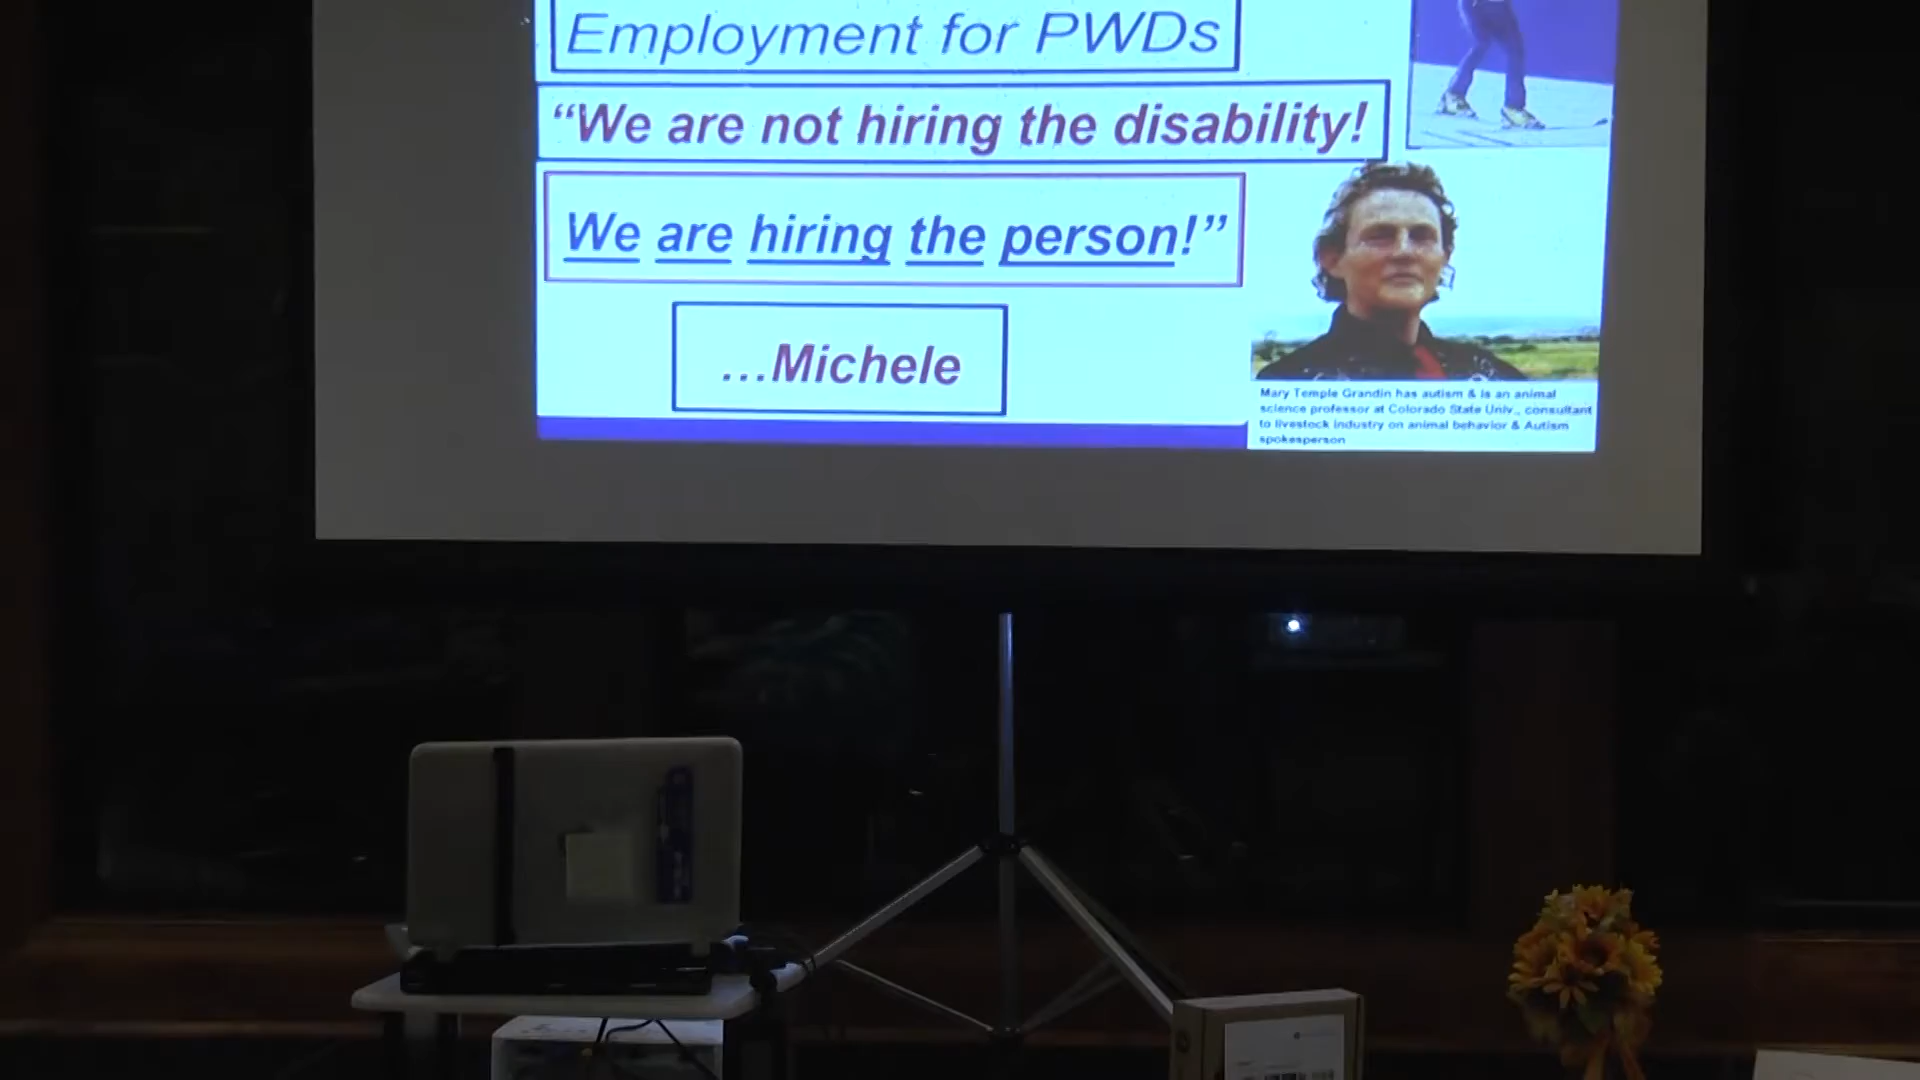 Employment for PWDs
“We are not hiring the disability!
We are hiring the person!”
...Michele
Mary Temple Grandin has autism & is an animal
science professor at Colorado State Univ., consultant
to livestock industry on animal behavior & Autism
spokesperson